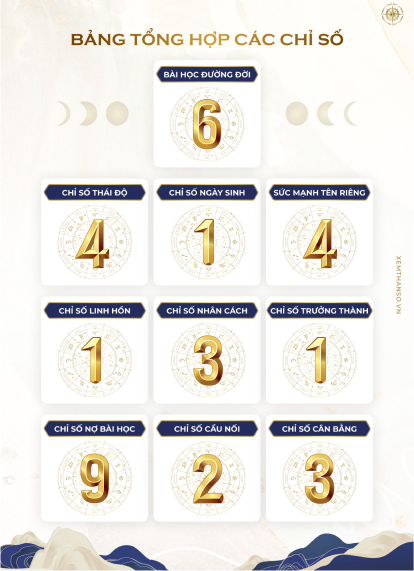 BẢNG TỔNG HỢP CÁC CHỈ SỐ
BÀI HỌC ĐƯỜNG ĐỜI
6
CHỈ SỐ THÁI ĐỘ
4
CHỈ SỐ NGÀY SINH
1
SỨC MẠNH TÊN RIÊNG
4
CHỈ SỐ LINH HỒN
1
CHỈ SỐ NHÂN CÁCH
3
CHỈ SỐ TRƯỞNG THÀNH
1
CHỈ SỐ NỢ BÀI HỌC
9
CHỈ SỐ CẦU NỐI
2
CHỈ SỐ CÂN BẰNG
3
XEMTHANSO.VN